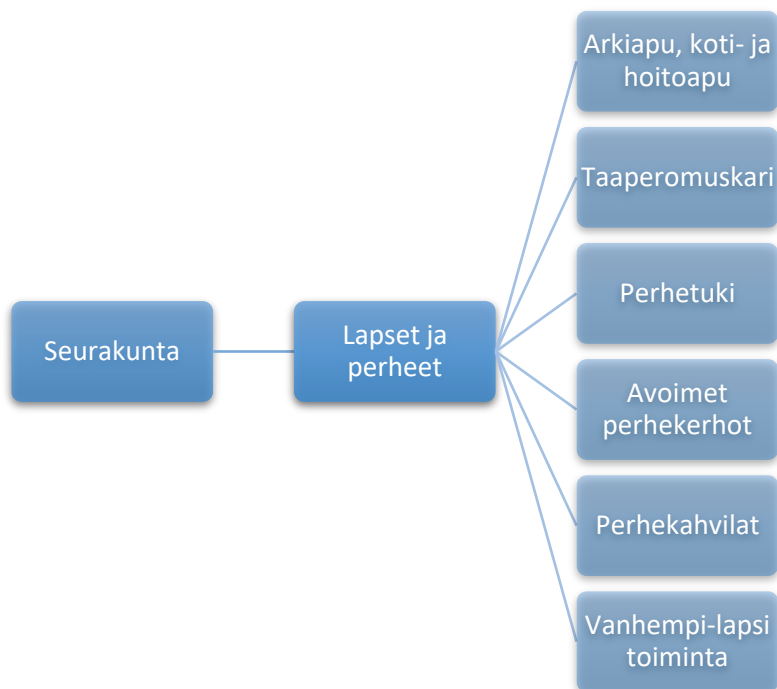 Seurakunta
Lapset ja
perheet
Arkiapu, koti- ja
hoitoapu
Taaperomuskari
Perhetuki
Avoimet
perhekerhot
Perhekahvilat
Vanhempi-lapsi
toiminta